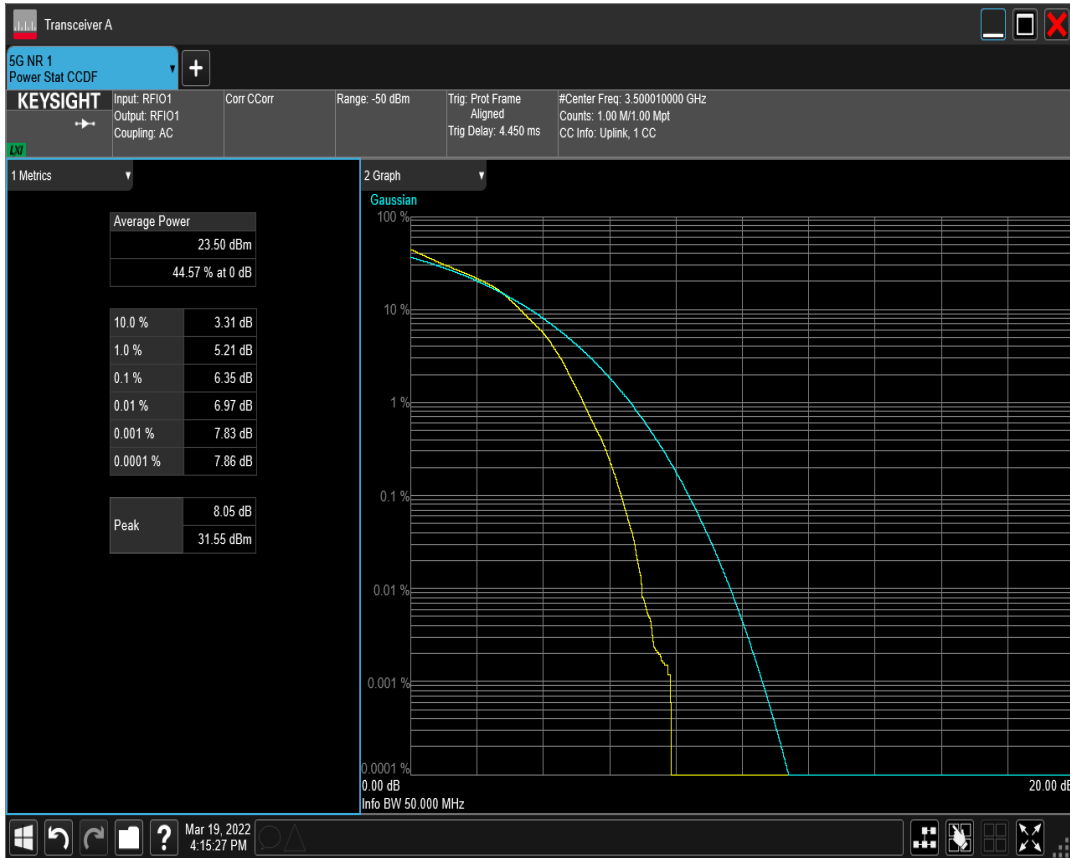 Transceiver A
5G NR 1
Power Stat CCDF
+
KEYSIGHT
LXI
Input: RFIO1
Output: RFIO1
Coupling: AC
Corr CCorr
Range: -50 dBm
Trig: Prot Frame
Aligned
Trig Delay: 4.450 ms
#Center Freq: 3.500010000 GHz
Counts: 1.00 M/1.00 Mpt
CC Info: Uplink, 1 CC
1 Metrics
Average Power
23.50 dBm
44.57 % at 0 dB
10.0 % 3.31 dB
1.0 % 5.21 dB
0.1 % 6.35 dB
0.01 % 6.97 dB
0.001 % 7.83 dB
0.0001 % 7.86 dB
Peak
8.05 dB
31.55 dBm
2 Graph
Gaussian
100 %
10 %
1 %
0.1 %
0.01 %
0.001 %
0.0001 %
0.00 dB
20.00 dB
Info BW 50.000 MHz
?
Mar 19, 2022
4:15:27 PM